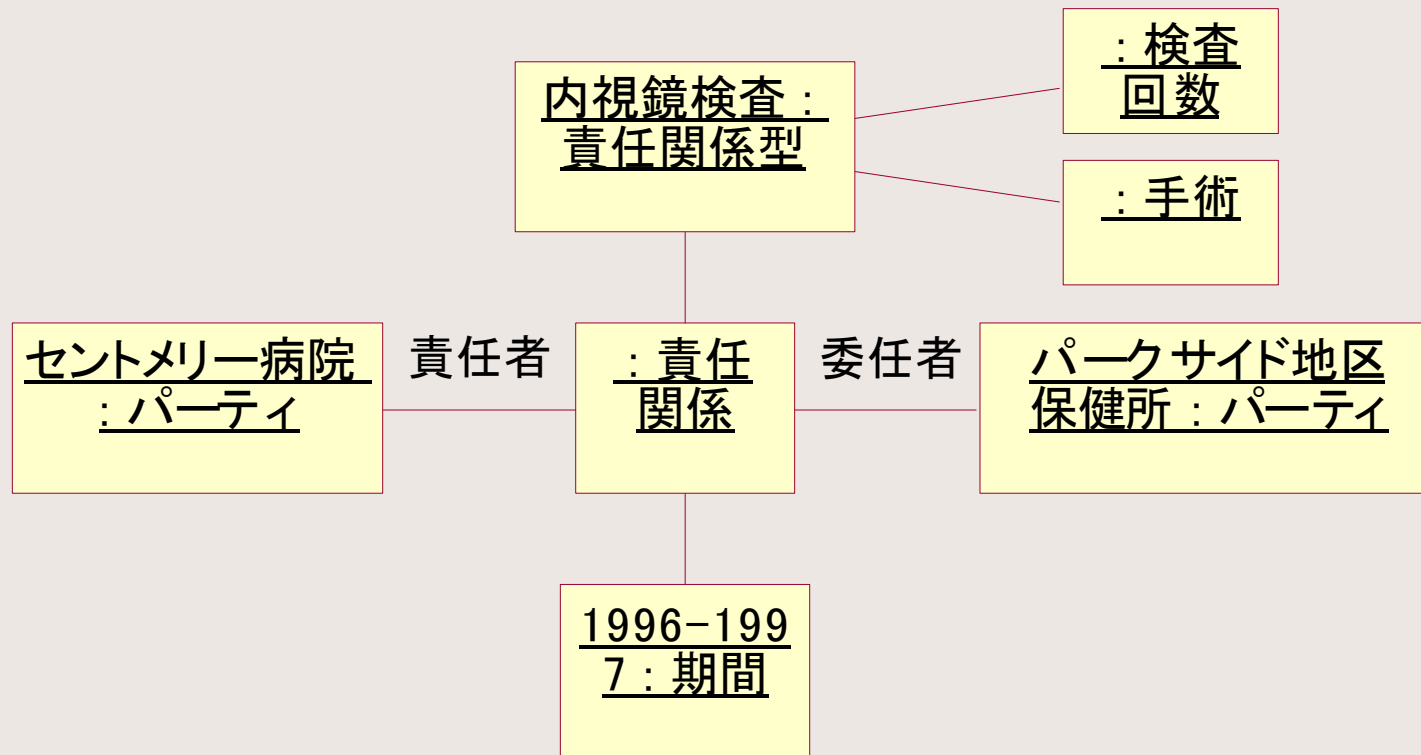 ：検査
回数
内視鏡検査：
責任関係型
：手術
セントメリー病院
：パーティ
責任者
：責任
関係
委任者
パークサイド地区
保健所：パーティ
1996-199
7：期間